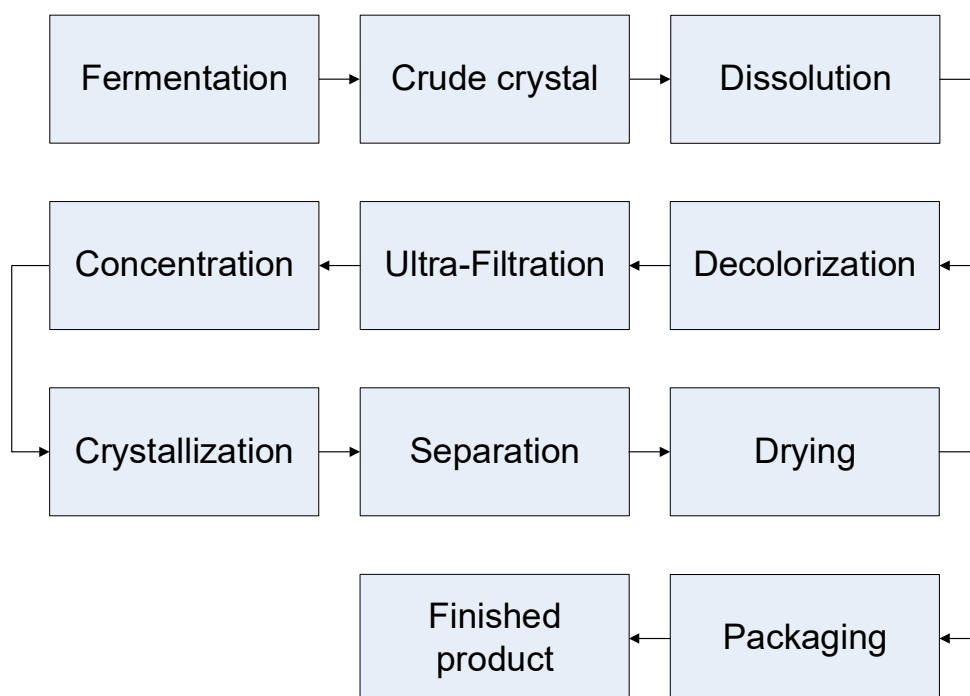 Fermentation
Crude crystal
Dissolution
Decolorization
Ultra-Filtration
Concentration
Crystallization
Separation
Drying
Packaging
Finished
product